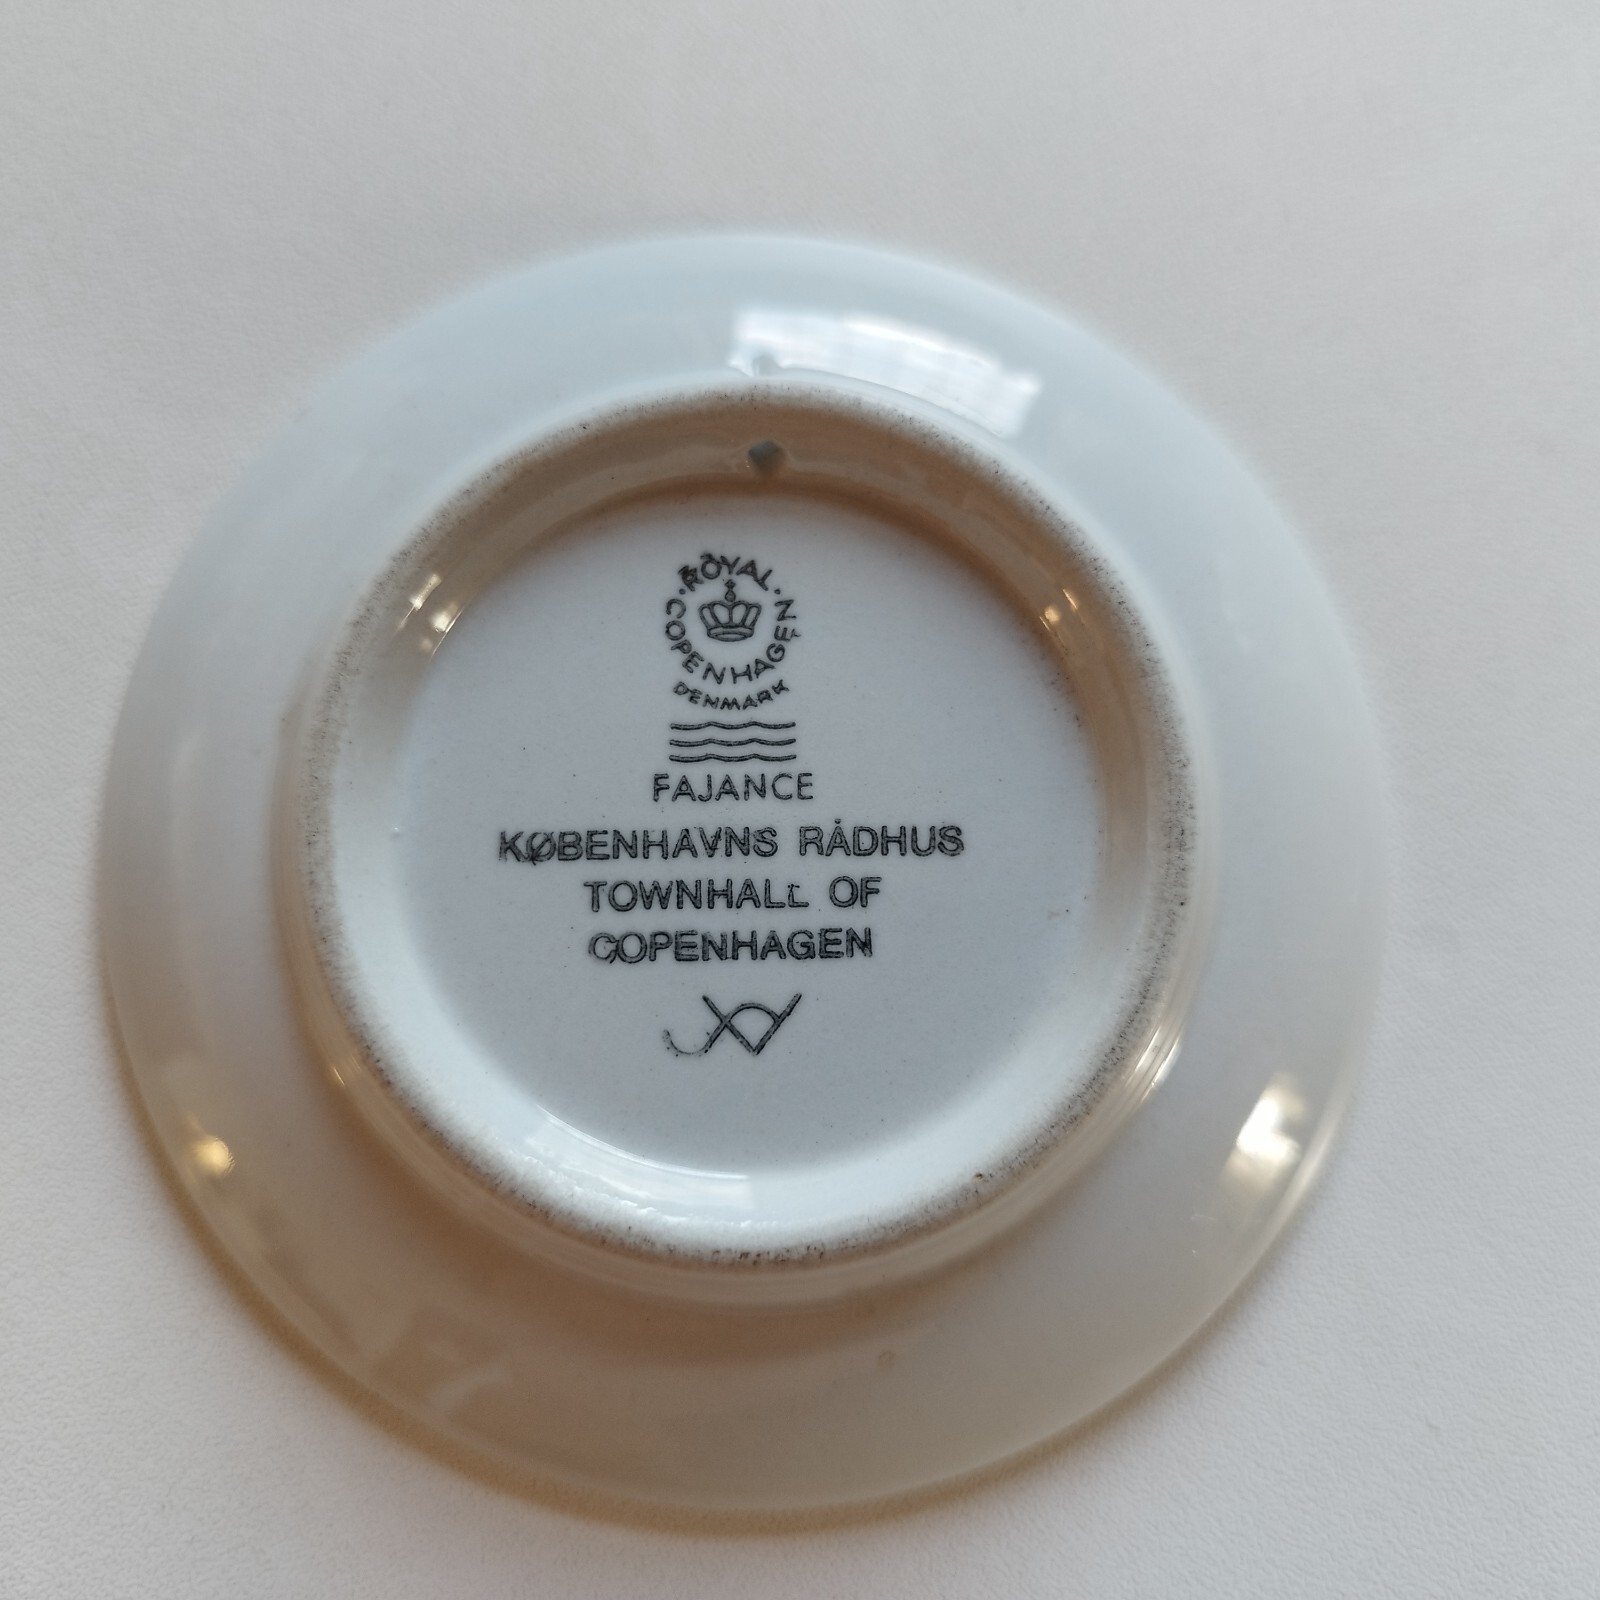 ROYAL
COPENHAGEN
DENMARK
FAJANCE
KØBENHAVNS RÅDHUS
TOWNHALL OF
COPENHAGEN